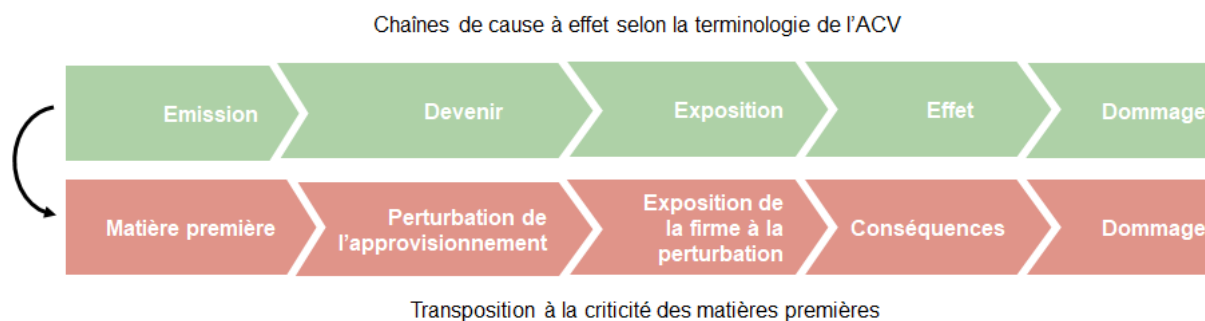 Chaînes de cause à effet selon la terminologie de l'ACV
Emission
Devenir
Exposition
Effet
Dommage
Matière première
Perturbation de
l'approvisionnement
Exposition de
la firme à la
perturbation
Conséquences
Dommage
Transposition à la criticité des matières premières